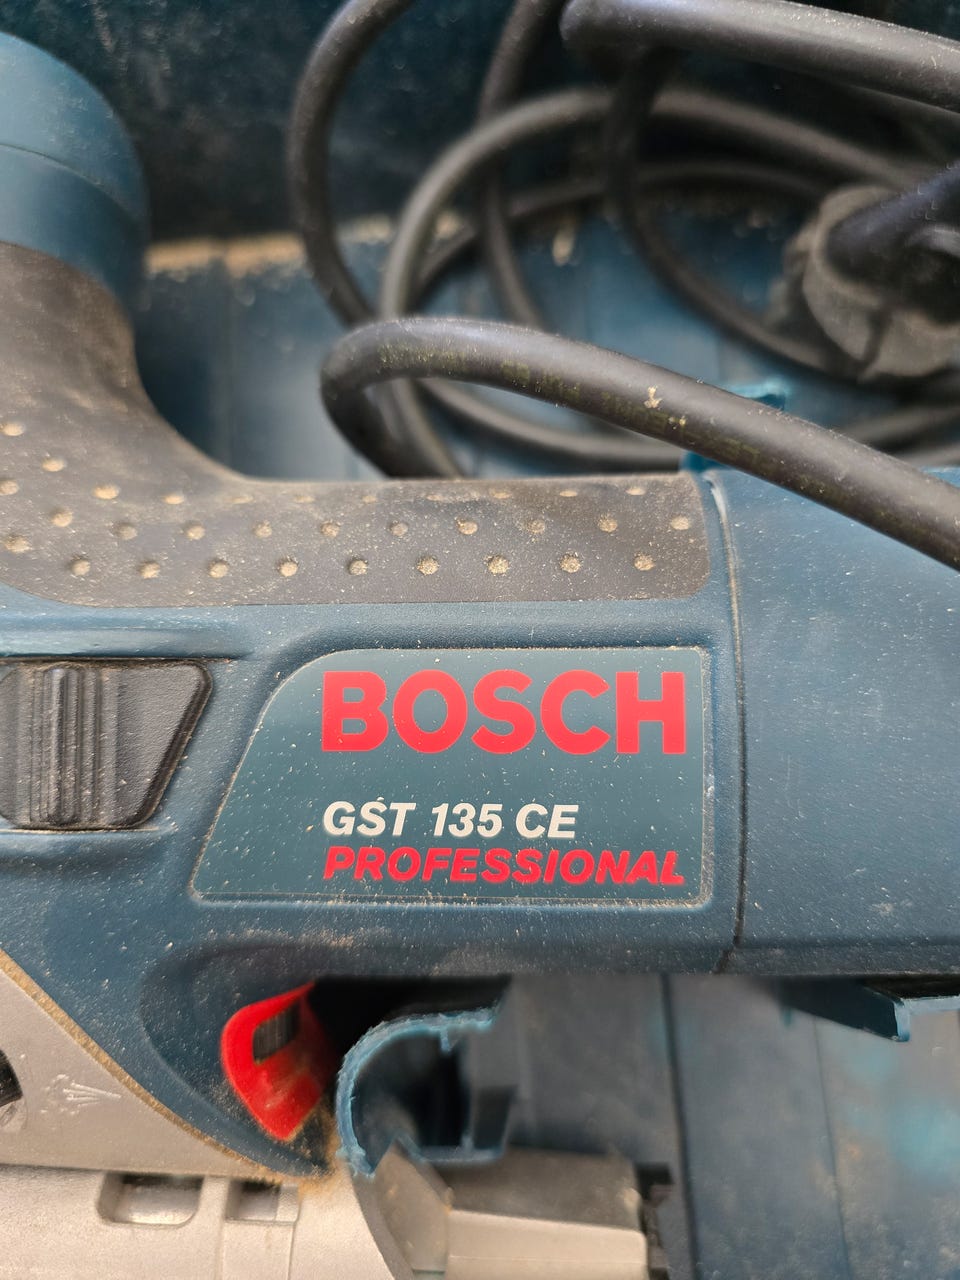 BOSCH
GST 135 CE
PROFESSIONAL